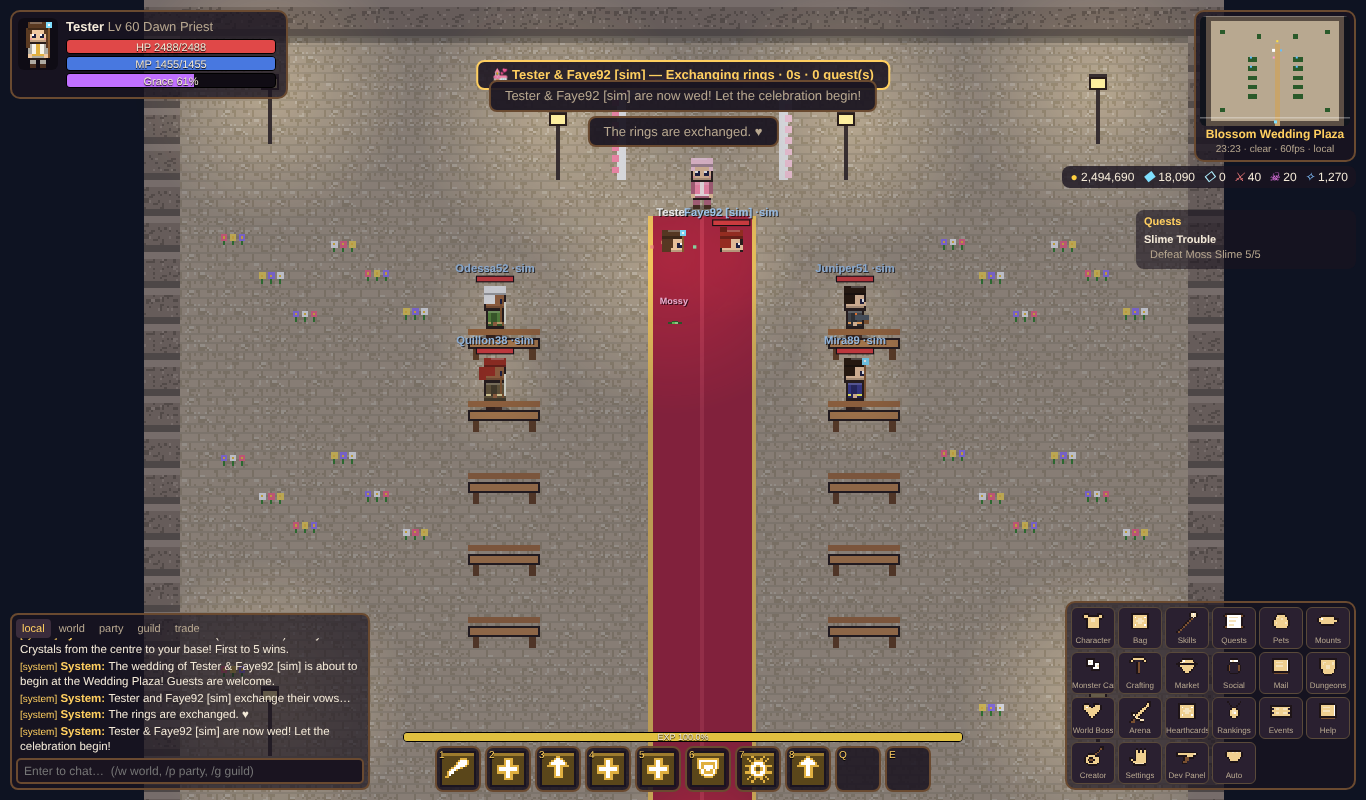 Tester Lv 60 Dawn Priest
HP 2488/2488
MP 1455/1455
Grace 61%
💒 Tester & Faye92 [sim] — Exchanging rings · 0s · 0 guest(s)
Tester & Faye92 [sim] are now wed! Let the celebration begin!
The rings are exchanged. ♥
Blossom Wedding Plaza
23:23 · clear · 60fps · local
2,494,690 18,090 0 40 20 1,270
Quests
Slime Trouble
Defeat Moss Slime 5/5
Faye92 [sim] ·sim
Odessa52 ·sim
Juniper51 ·sim
Mossy
Quillon38 ·sim
Mira89 ·sim
local world party guild trade
Crystals from the centre to your base! First to 5 wins.
[system] System: The wedding of Tester & Faye92 [sim] is about to
begin at the Wedding Plaza! Guests are welcome.
[system] System: Tester and Faye92 [sim] exchange their vows…
[system] System: The rings are exchanged. ♥
[system] System: Tester & Faye92 [sim] are now wed! Let the
celebration begin!
Enter to chat… (/w world, /p party, /g guild)
EXP 100.0%
1 2 3 4 5 6 7 8 Q E
Character Bag Skills Quests Pets Mounts
Monster Ca Crafting Market Social Mail Dungeons
World Boss Arena Hearthcards Rankings Events Help
Creator Settings Dev Panel Auto